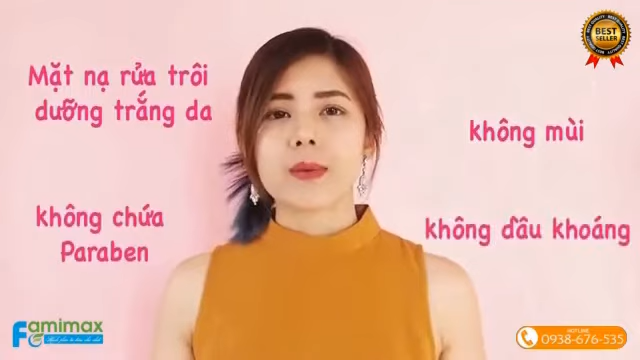 Mặt nạ rửa trôi
dưỡng trắng da
không mùi
không chứa
Paraben
không dầu khoáng
BEST
SELLER
Famimax
HOTLINE
0938-676-535